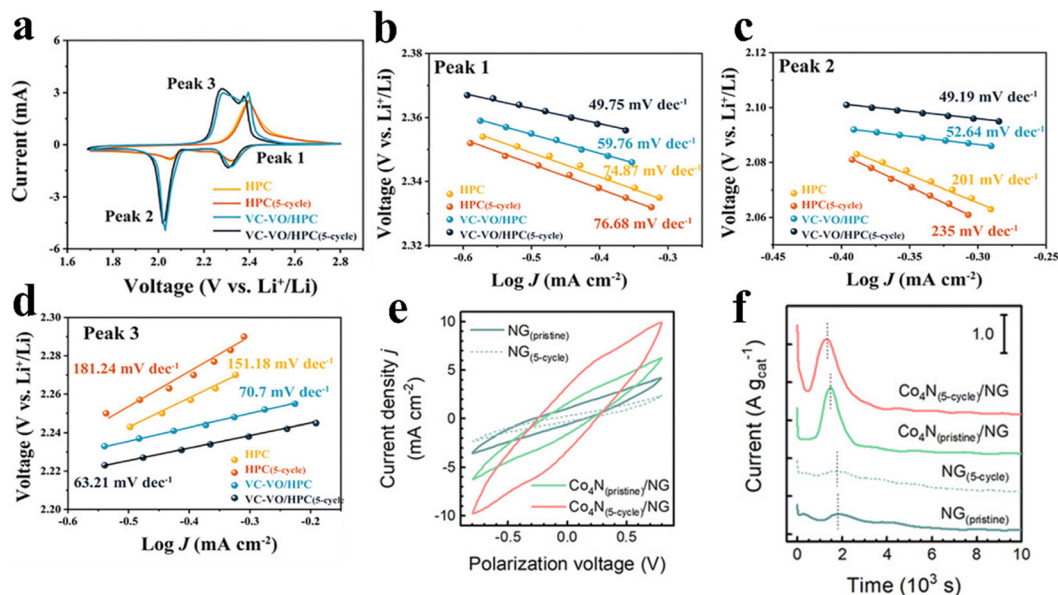 a
Current (mA)
6
3
0
-3
-6
Peak 3
Peak 1
Peak 2
HPC
HPC(5-cycle)
VC-VO/HPC
VC-VO/HPC(5-cycle)
1.6 1.8 2.0 2.2 2.4 2.6 2.8
Voltage (V vs. Li⁺/Li)
b
Voltage (V vs. Li⁺/Li)
2.38
2.36
2.34
2.32
Peak 1
49.75 mV dec⁻¹
59.76 mV dec⁻¹
74.87 mV dec⁻¹
76.68 mV dec⁻¹
HPC
HPC(5-cycle)
VC-VO/HPC
VC-VO/HPC(5-cycle)
-0.6 -0.5 -0.4 -0.3
Log J (mA cm⁻²)
c
Voltage (V vs. Li⁺/Li)
2.12
2.10
2.08
2.06
Peak 2
49.19 mV dec⁻¹
52.64 mV dec⁻¹
201 mV dec⁻¹
235 mV dec⁻¹
HPC
HPC(5-cycle)
VC-VO/HPC
VC-VO/HPC(5-cycle)
-0.45 -0.40 -0.35 -0.30 -0.25
Log J (mA cm⁻²)
d
Voltage (V vs. Li⁺/Li)
2.30
2.28
2.26
2.24
2.22
2.20
Peak 3
181.24 mV dec⁻¹
151.18 mV dec⁻¹
70.7 mV dec⁻¹
63.21 mV dec⁻¹
HPC
HPC(5-cycle)
VC-VO/HPC
VC-VO/HPC(5-cycle
-0.6 -0.5 -0.4 -0.3 -0.2
Log J (mA cm⁻²)
e
Current density j
(mA cm⁻²)
10
5
0
-5
-10
NG(pristine)
NG(5-cycle)
Co₄N(pristine)/NG
Co₄N(5-cycle)/NG
-0.5 0.0 0.5
Polarization voltage (V)
f
Current (A gcat⁻¹)
1.0
Co₄N(5-cycle)/NG
Co₄N(pristine)/NG
NG(5-cycle)
NG(pristine)
0 2 4 6 8 10
Time (10³ s)